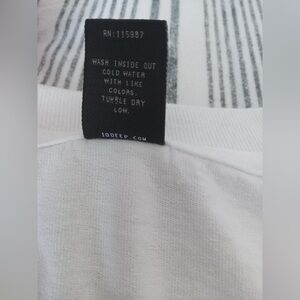 RN:115987
WASH INSIDE OUT
COLD WATER
WITH LIKE
COLORS.
TUMBLE DRY
LOW.
10DEEP.COM